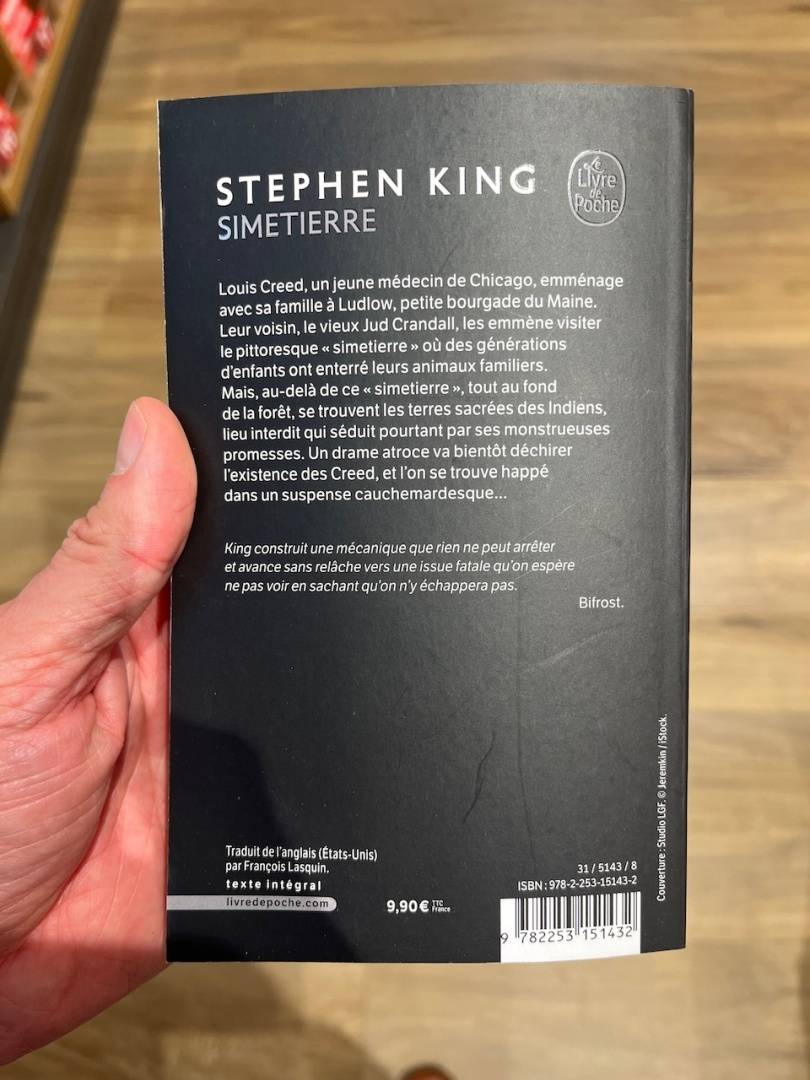 STEPHEN KING
SIMETIERRE
Le
Livre
de
Poche
Louis Creed, un jeune médecin de Chicago, emménage
avec sa famille à Ludlow, petite bourgade du Maine.
Leur voisin, le vieux Jud Crandall, les emmène visiter
le pittoresque « simetierre » où des générations
d'enfants ont enterré leurs animaux familiers.
Mais, au-delà de ce « simetierre », tout au fond
de la forêt, se trouvent les terres sacrées des Indiens,
lieu interdit qui séduit pourtant par ses monstrueuses
promesses. Un drame atroce va bientôt déchirer
l'existence des Creed, et l'on se trouve happé
dans un suspense cauchemardesque...
King construit une mécanique que rien ne peut arrêter
et avance sans relâche vers une issue fatale qu'on espère
ne pas voir en sachant qu'on n'y échappera pas.
Bifrost.
Traduit de l'anglais (États-Unis)
par François Lasquin.
texte intégral
livredepoche.com
9,90 € TTC
France
31 / 5143 / 8
ISBN : 978-2-253-15143-2
9 782253 151432
Couverture : Studio LGF. © Jeremkin / iStock.